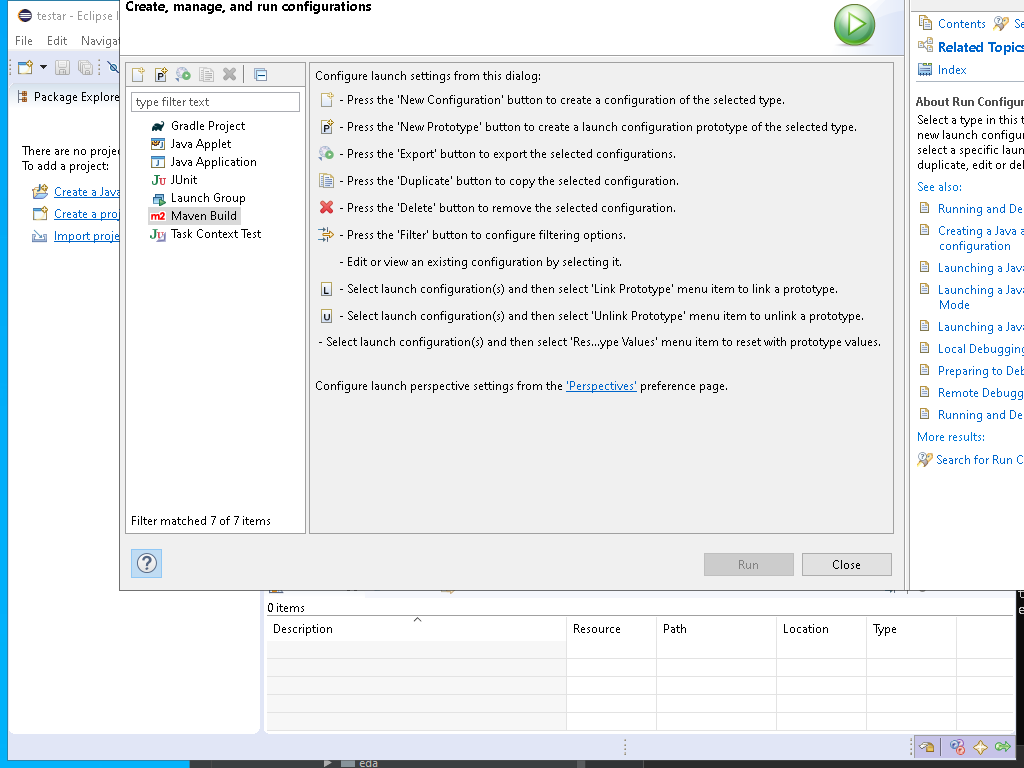 Create, manage, and run configurations
testar - Eclipse I
File Edit Navigat
Package Explore
There are no projec
To add a project:
Create a Java
Create a proj
Import proje
type filter text
Gradle Project
Java Applet
Java Application
JUnit
Launch Group
Maven Build
Task Context Test
Filter matched 7 of 7 items
Configure launch settings from this dialog:
- Press the 'New Configuration' button to create a configuration of the selected type.
- Press the 'New Prototype' button to create a launch configuration prototype of the selected type.
- Press the 'Export' button to export the selected configurations.
- Press the 'Duplicate' button to copy the selected configuration.
- Press the 'Delete' button to remove the selected configuration.
- Press the 'Filter' button to configure filtering options.
- Edit or view an existing configuration by selecting it.
- Select launch configuration(s) and then select 'Link Prototype' menu item to link a prototype.
- Select launch configuration(s) and then select 'Unlink Prototype' menu item to unlink a prototype.
- Select launch configuration(s) and then select 'Res...ype Values' menu item to reset with prototype values.
Configure launch perspective settings from the 'Perspectives' preference page.
Run
Close
Contents Se
Related Topics
Index
About Run Configur
Select a type in this t
new launch configu
select a specific laun
duplicate, edit or del
See also:
Running and De
Creating a Java a
configuration
Launching a Java
Launching a Java
Mode
Launching a Java
Local Debugging
Preparing to Deb
Remote Debugg
Running and De
More results:
Search for Run C
0 items
Description Resource Path Location Type
eda